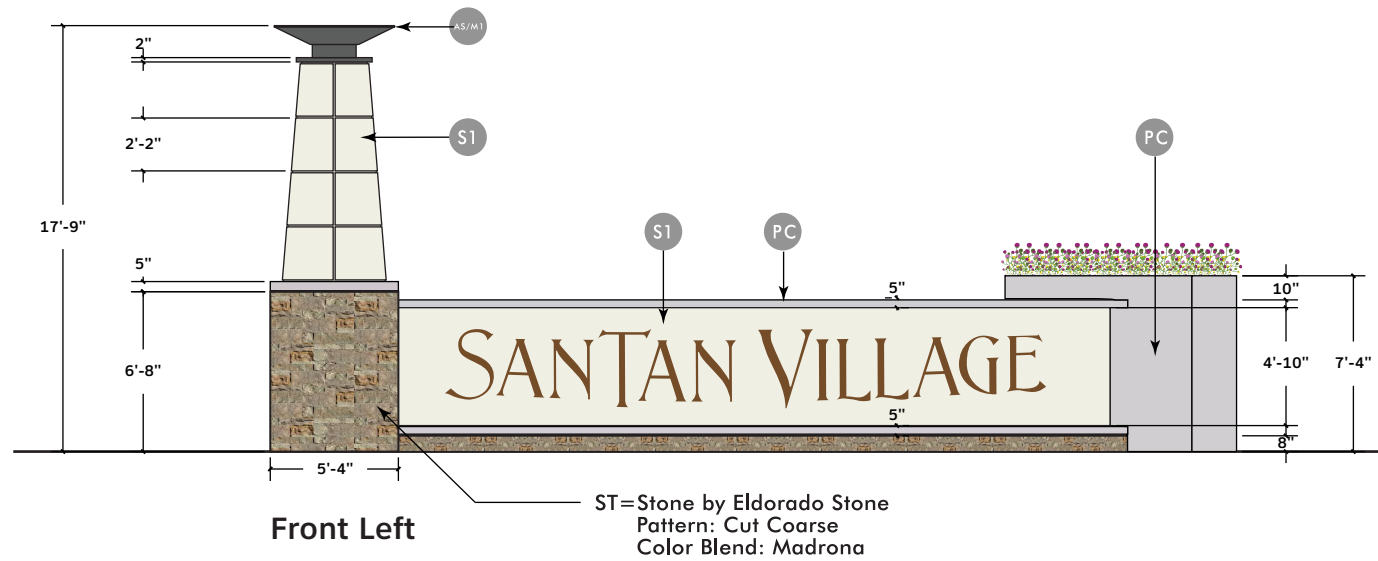 AS/M1
2"
2'-2"
S1
PC
17'-9"
S1
PC
5"
5"
10"
SANTAN VILLAGE
6'-8"
4'-10"
7'-4"
5"
8"
5'-4"
ST=Stone by Eldorado Stone
Pattern: Cut Coarse
Color Blend: Madrona
Front Left